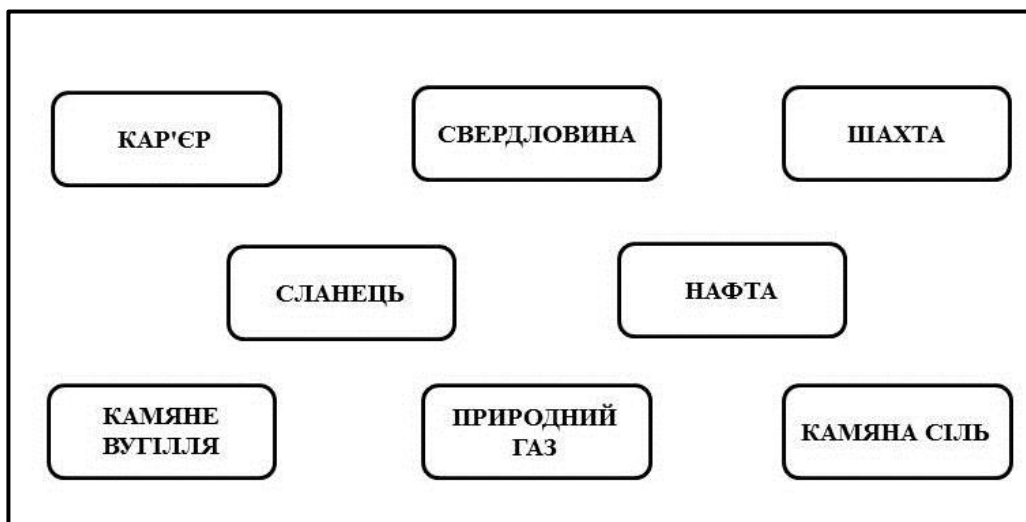 КАР'ЄР
СВЕРДЛОВИНА
ШАХТА
СЛАНЕЦЬ
НАФТА
КАМЯНЕ
ВУГІЛЛЯ
ПРИРОДНИЙ
ГАЗ
КАМЯНА СІЛЬ